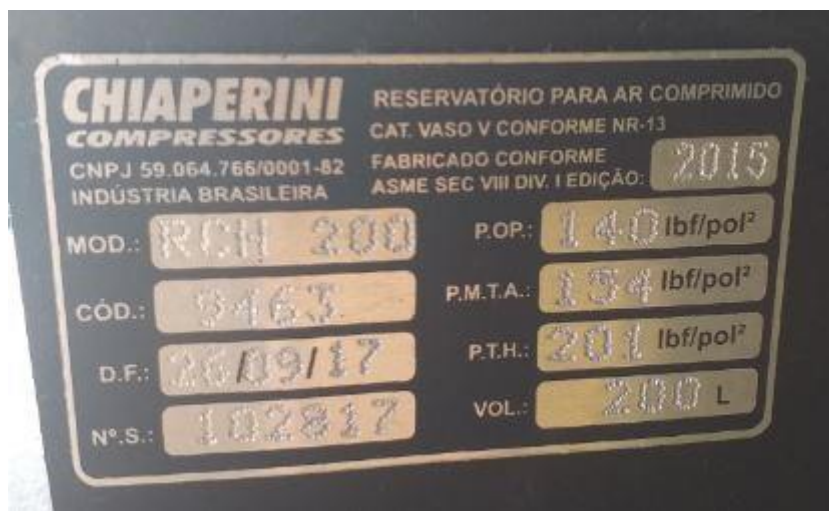 CHIAPERINI
COMPRESSORES
CNPJ 59.064.766/0001-82
INDÚSTRIA BRASILEIRA
RESERVATÓRIO PARA AR COMPRIMIDO
CAT. VASO V CONFORME NR-13
FABRICADO CONFORME
ASME SEC VIII DIV. I EDIÇÃO: 2015
MOD.: RCH 200
CÓD.: 9463
D.F.: 26/09/17
Nº.S.: 102817
P.OP.: 140 lbf/pol²
P.M.T.A.: 154 lbf/pol²
P.T.H.: 201 lbf/pol²
VOL.: 200 L